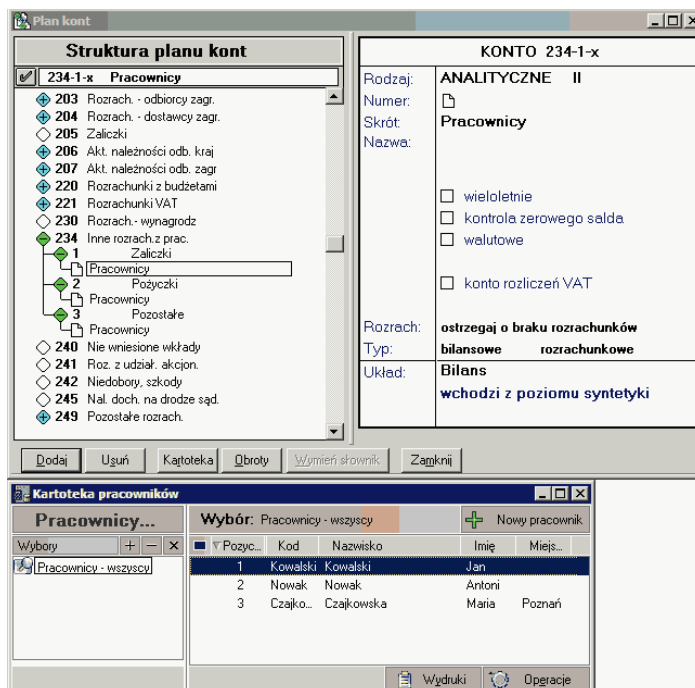 Plan kont
Struktura planu kont
234-1-x Pracownicy
203 Rozrach. - odbiorcy zagr.
204 Rozrach. - dostawcy zagr.
205 Zaliczki
206 Akt. należności odb. kraj
207 Akt. należności odb. zagr
220 Rozrachunki z budżetami
221 Rozrachunki VAT
230 Rozrach.- wynagrodz
234 Inne rozrach.z prac.
1 Zaliczki
Pracownicy
2 Pożyczki
Pracownicy
3 Pozostałe
Pracownicy
240 Nie wniesione wkłady
241 Roz. z udział. akcjon.
242 Niedobory, szkody
245 Nal. doch. na drodze sąd.
249 Pozostałe rozrach.
KONTO 234-1-x
Rodzaj: ANALITYCZNE II
Numer:
Skrót: Pracownicy
Nazwa:
wieloletnie
kontrola zerowego salda
walutowe
konto rozliczeń VAT
Rozrach: ostrzegaj o braku rozrachunków
Typ: bilansowe rozrachunkowe
Układ: Bilans
wchodzi z poziomu syntetyki
Dodaj Usuń Kartoteka Obroty Wymień słownik Zamknij
Kartoteka pracowników
Pracownicy... Wybór: Pracownicy - wszyscy Nowy pracownik
Wybory Pozyc... Kod Nazwisko Imię Miejs...
Pracownicy - wszyscy
1 Kowalski Kowalski Jan
2 Nowak Nowak Antoni
3 Czajko... Czajkowska Maria Poznań
Wydruki Operacje